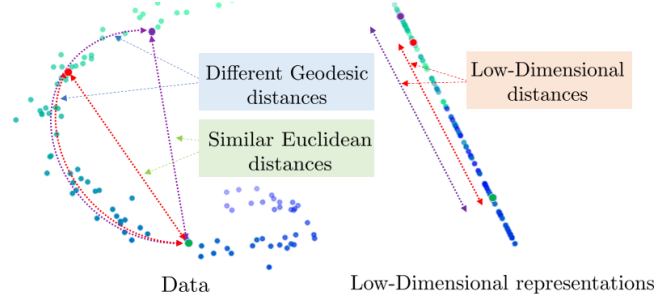 Different Geodesic
distances
Similar Euclidean
distances
Data
Low-Dimensional
distances
Low-Dimensional representations